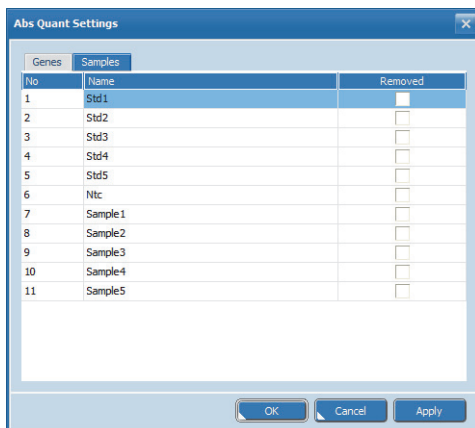 Abs Quant Settings
Genes Samples
No Name Removed
1 Std1
2 Std2
3 Std3
4 Std4
5 Std5
6 Ntc
7 Sample1
8 Sample2
9 Sample3
10 Sample4
11 Sample5
OK Cancel Apply